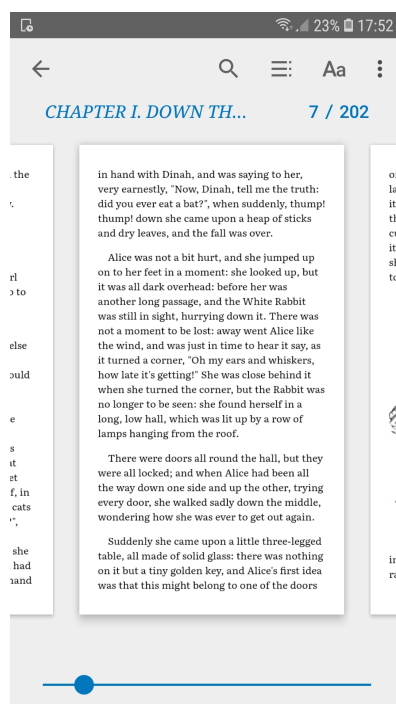 23% 17:52
Aa
CHAPTER I. DOWN TH... 7 / 202
in hand with Dinah, and was saying to her,
very earnestly, "Now, Dinah, tell me the truth:
did you ever eat a bat?", when suddenly, thump!
thump! down she came upon a heap of sticks
and dry leaves, and the fall was over.
Alice was not a bit hurt, and she jumped up
on to her feet in a moment: she looked up, but
it was all dark overhead: before her was
another long passage, and the White Rabbit
was still in sight, hurrying down it. There was
not a moment to be lost: away went Alice like
the wind, and was just in time to hear it say, as
it turned a corner, "Oh my ears and whiskers,
how late it's getting!" She was close behind it
when she turned the corner, but the Rabbit was
no longer to be seen: she found herself in a
long, low hall, which was lit up by a row of
lamps hanging from the roof.
There were doors all round the hall, but they
were all locked; and when Alice had been all
the way down one side and up the other, trying
every door, she walked sadly down the middle,
wondering how she was ever to get out again.
Suddenly she came upon a little three-legged
table, all made of solid glass: there was nothing
on it but a tiny golden key, and Alice's first idea
was that this might belong to one of the doors